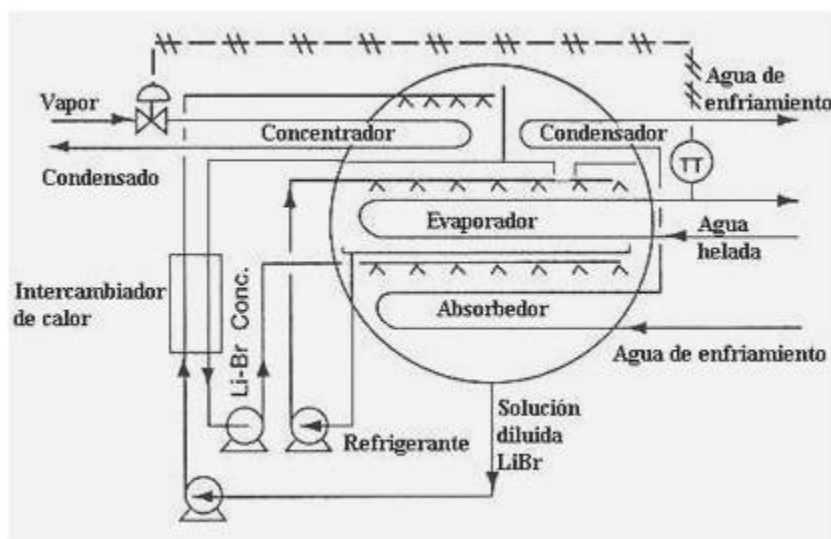 Agua de
enfriamiento
Vapor
Concentrador
Condensador
Condensado
TT
Evaporador
Agua
helada
Intercambiador
de calor
Li-Br Conc.
Absorbedor
Agua de enfriamiento
Refrigerante
Solución
diluida
LiBr